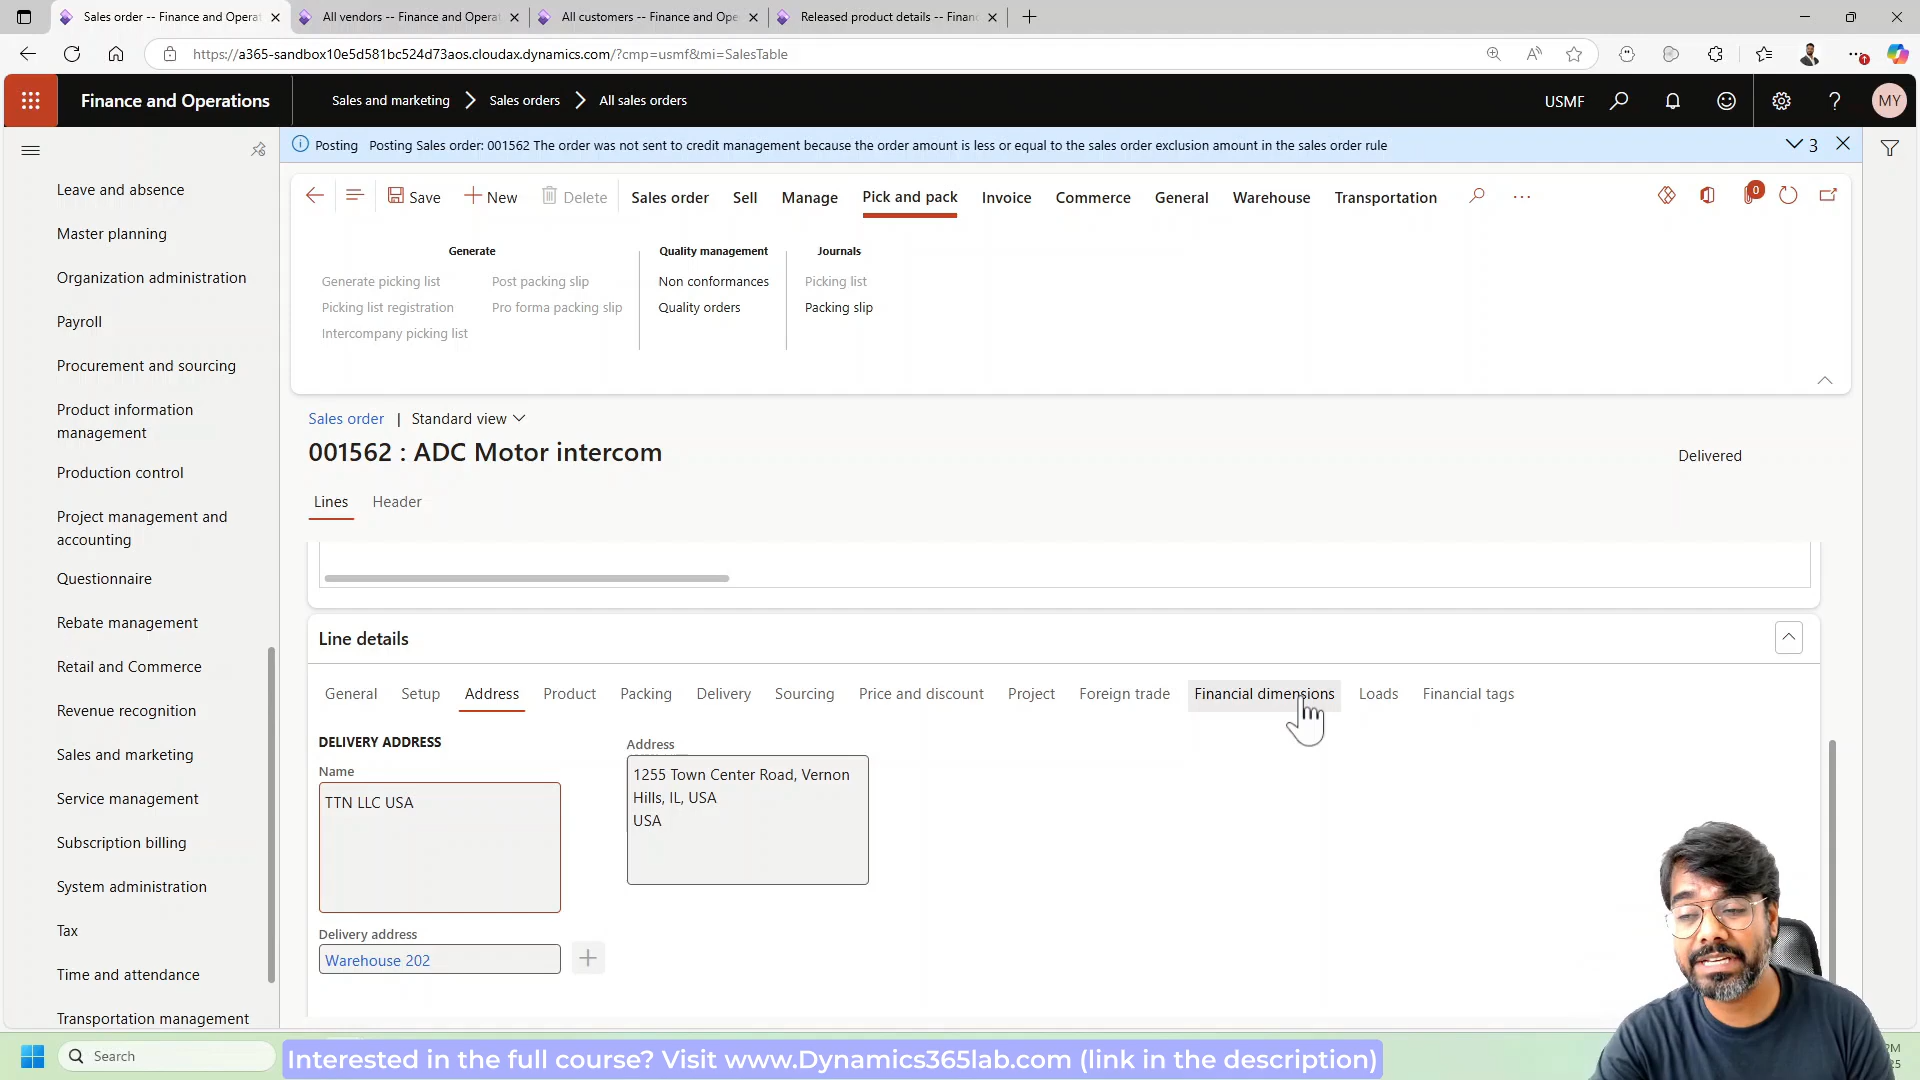 Sales order -- Finance and Operat
All vendors -- Finance and Operat
All customers -- Finance and Ope
Released product details -- Finan
https://a365-sandbox10e5d581bc524d73aos.cloudax.dynamics.com/?cmp=usmf&mi=SalesTable
Finance and Operations
Sales and marketing
Sales orders
All sales orders
USMF
MY
Posting Posting Sales order: 001562 The order was not sent to credit management because the order amount is less or equal to the sales order exclusion amount in the sales order rule
3
Leave and absence
Master planning
Organization administration
Payroll
Procurement and sourcing
Product information
management
Production control
Project management and
accounting
Questionnaire
Rebate management
Retail and Commerce
Revenue recognition
Sales and marketing
Service management
Subscription billing
System administration
Tax
Time and attendance
Transportation management
Save
New
Delete
Sales order
Sell
Manage
Pick and pack
Invoice
Commerce
General
Warehouse
Transportation
0
Generate
Generate picking list
Post packing slip
Picking list registration
Pro forma packing slip
Intercompany picking list
Quality management
Non conformances
Quality orders
Journals
Picking list
Packing slip
Sales order | Standard view
001562 : ADC Motor intercom
Delivered
Lines
Header
Line details
General
Setup
Address
Product
Packing
Delivery
Sourcing
Price and discount
Project
Foreign trade
Financial dimensions
Loads
Financial tags
DELIVERY ADDRESS
Name
TTN LLC USA
Delivery address
Warehouse 202
Address
1255 Town Center Road, Vernon
Hills, IL, USA
USA
Search
Interested in the full course? Visit www.Dynamics365lab.com (link in the description)